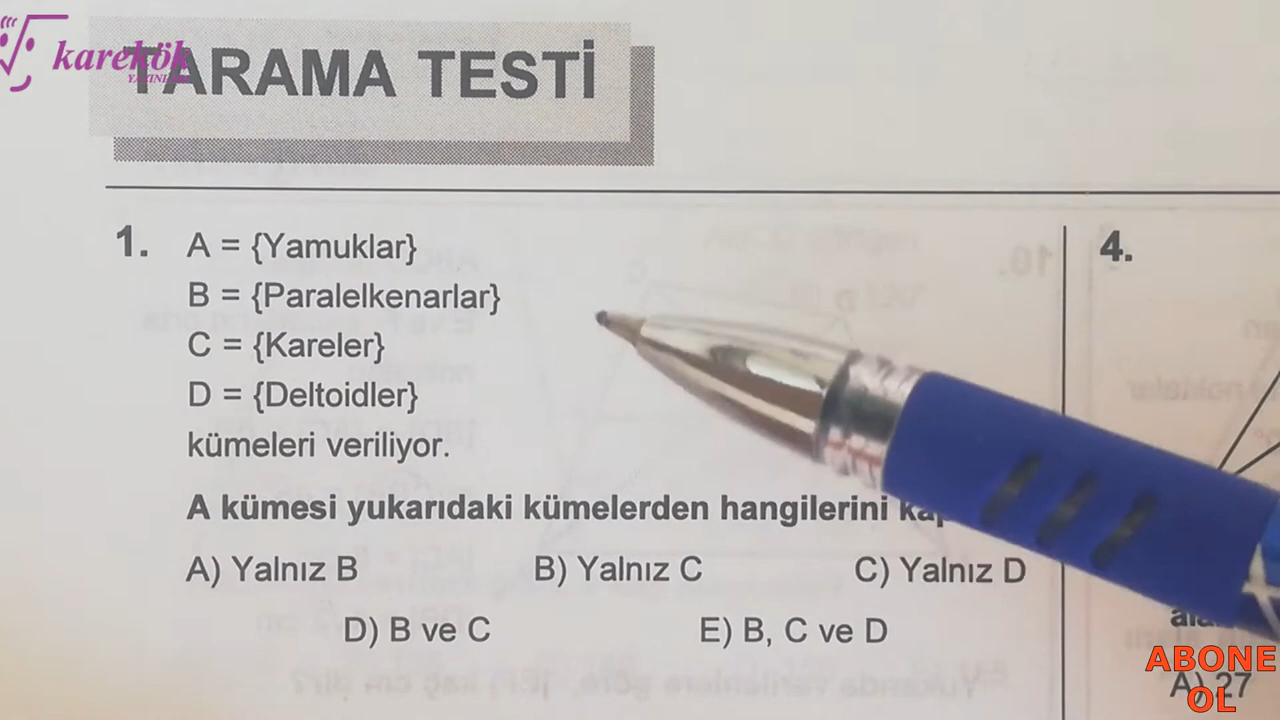 karekök
TARAMA TESTİ
1. A = {Yamuklar}
B = {Paralelkenarlar}
C = {Kareler}
D = {Deltoidler}
kümeleri veriliyor.
A kümesi yukarıdaki kümelerden hangilerini
A) Yalnız B B) Yalnız C C) Yalnız D
D) B ve C E) B, C ve D
4.
A) 27
ABONE
OL